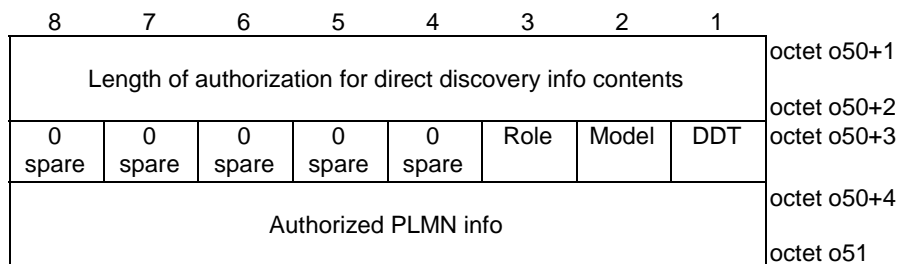 8 7 6 5 4 3 2 1
octet o50+1
Length of authorization for direct discovery info contents
octet o50+2
0 0 0 0 0 Role Model DDT octet o50+3
spare spare spare spare spare
octet o50+4
Authorized PLMN info
octet o51